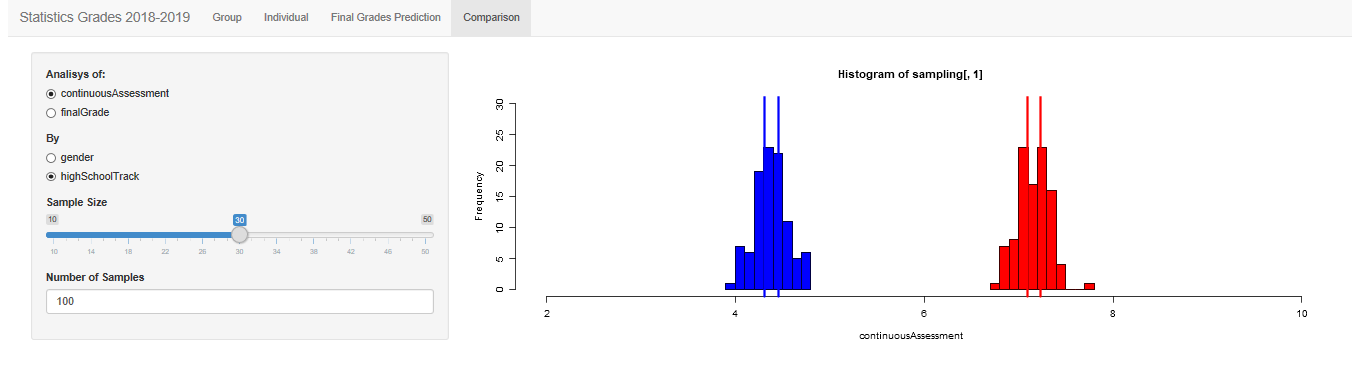 Statistics Grades 2018-2019 Group Individual Final Grades Prediction Comparison
Analisys of:
continuousAssessment
finalGrade
By
gender
highSchoolTrack
Sample Size
10 30 50
10 14 18 22 26 30 34 38 42 46 50
Number of Samples
100
Histogram of sampling[, 1]
Frequency
30
25
20
15
10
5
0
2 4 6 8 10
continuousAssessment